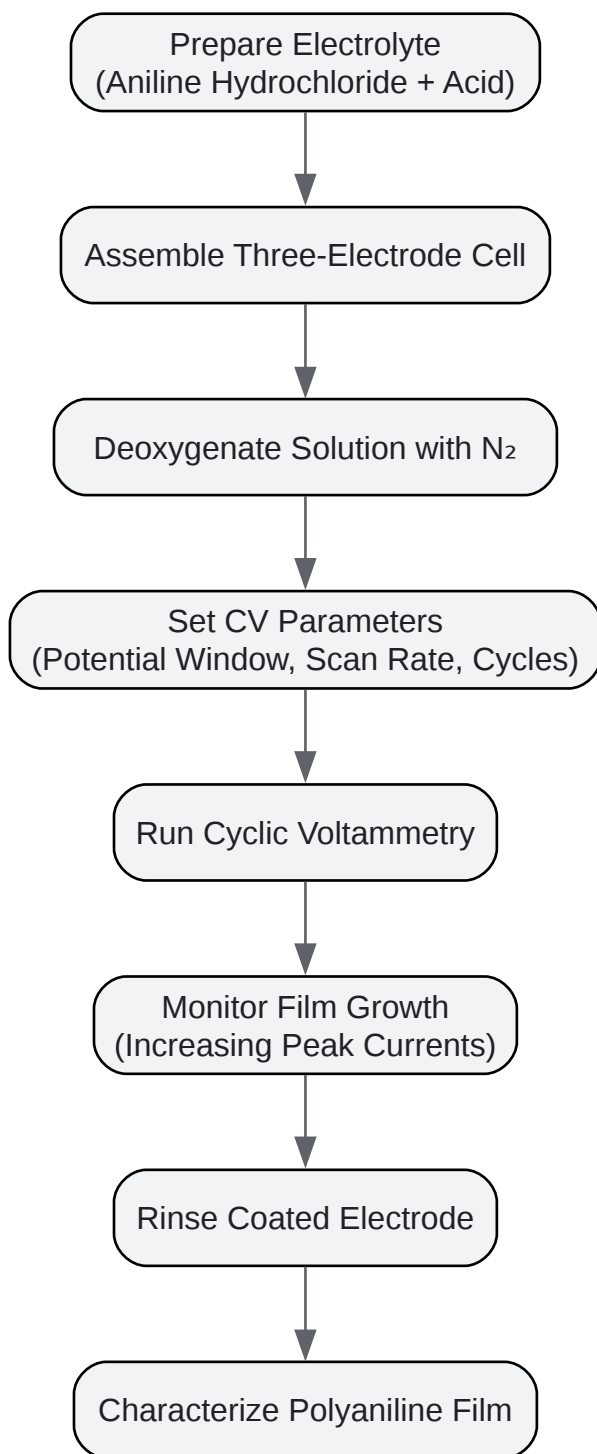 Prepare Electrolyte
(Aniline Hydrochloride + Acid)
Assemble Three-Electrode Cell
Deoxygenate Solution with N₂
Set CV Parameters
(Potential Window, Scan Rate, Cycles)
Run Cyclic Voltammetry
Monitor Film Growth
(Increasing Peak Currents)
Rinse Coated Electrode
Characterize Polyaniline Film